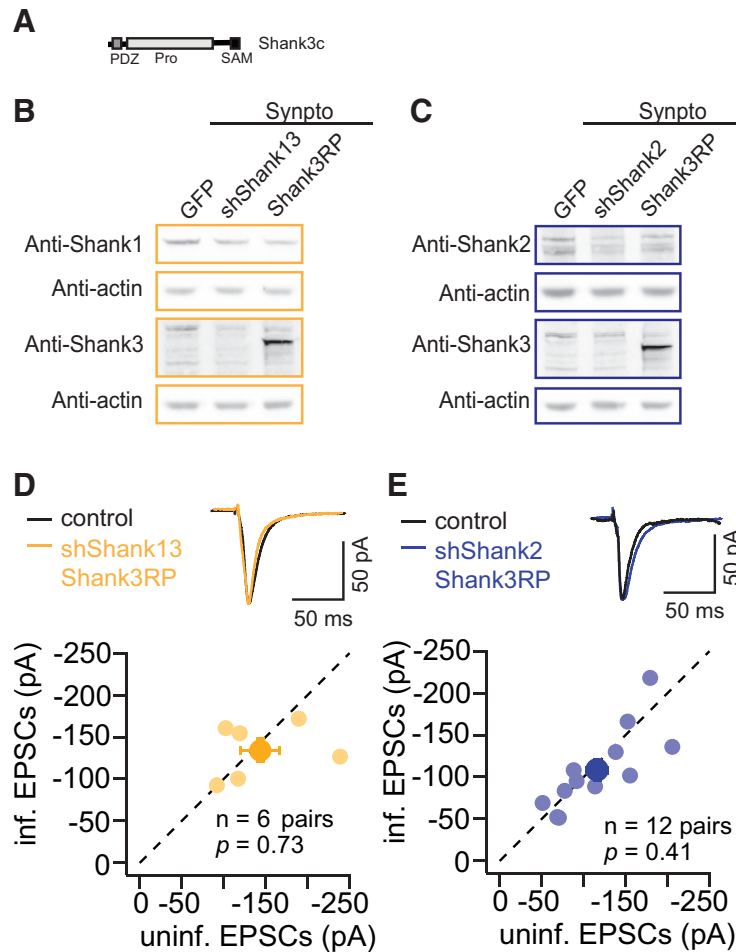 A
PDZ Pro SAM Shank3c
B
Synpto
GFP shShank13 Shank3RP
Anti-Shank1
Anti-actin
Anti-Shank3
Anti-actin
C
Synpto
GFP shShank2 Shank3RP
Anti-Shank2
Anti-actin
Anti-Shank3
Anti-actin
D
control
shShank13
Shank3RP
50 pA
50 ms
inf. EPSCs (pA)
-250
-200
-150
-100
-50
0
n = 6 pairs
p = 0.73
0 -50 -150 -250
uninf. EPSCs (pA)
E
control
shShank2
Shank3RP
50 pA
50 ms
inf. EPSCs (pA)
-250
-200
-150
-100
-50
0
n = 12 pairs
p = 0.41
0 -50 -150 -250
uninf. EPSCs (pA)